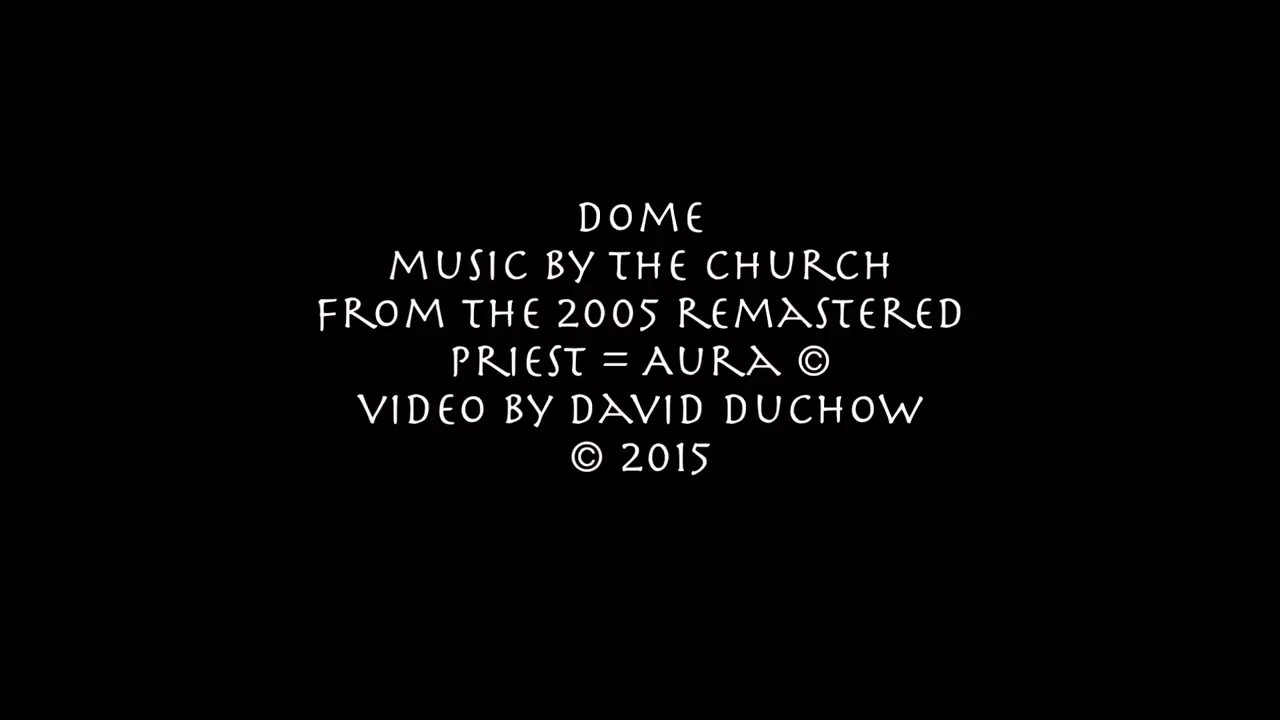 DOME
MUSIC BY THE CHURCH
FROM THE 2005 REMASTERED
PRIEST = AURA ©
VIDEO BY DAVID DUCHOW
© 2015